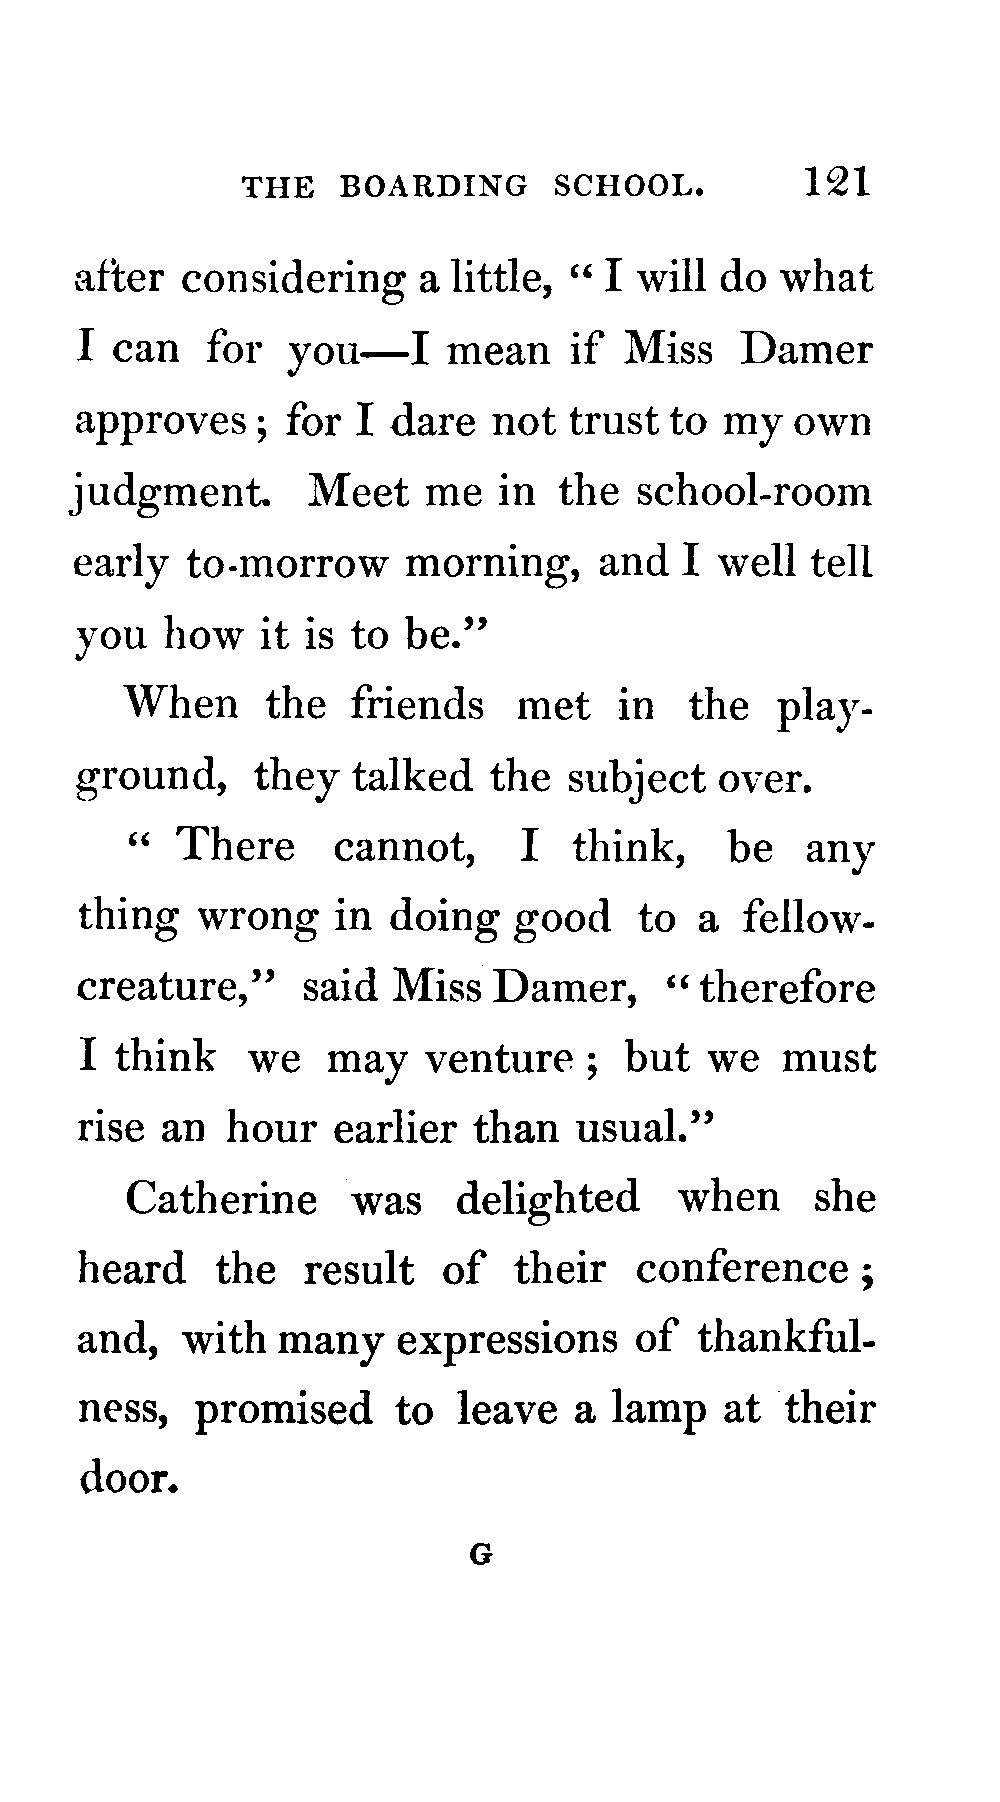 THE BOARDING SCHOOL. 121
after considering a little, “ I will do what
I can for you—I mean if Miss Damer
approves ; for I dare not trust to my own
judgment. Meet me in the school-room
early to-morrow morning, and I well tell
you how it is to be.”
When the friends met in the play-
ground, they talked the subject over.
“ There cannot, I think, be any
thing wrong in doing good to a fellow-
creature,” said Miss Damer, “ therefore
I think we may venture ; but we must
rise an hour earlier than usual.”
Catherine was delighted when she
heard the result of their conference ;
and, with many expressions of thankful-
ness, promised to leave a lamp at their
door.
G